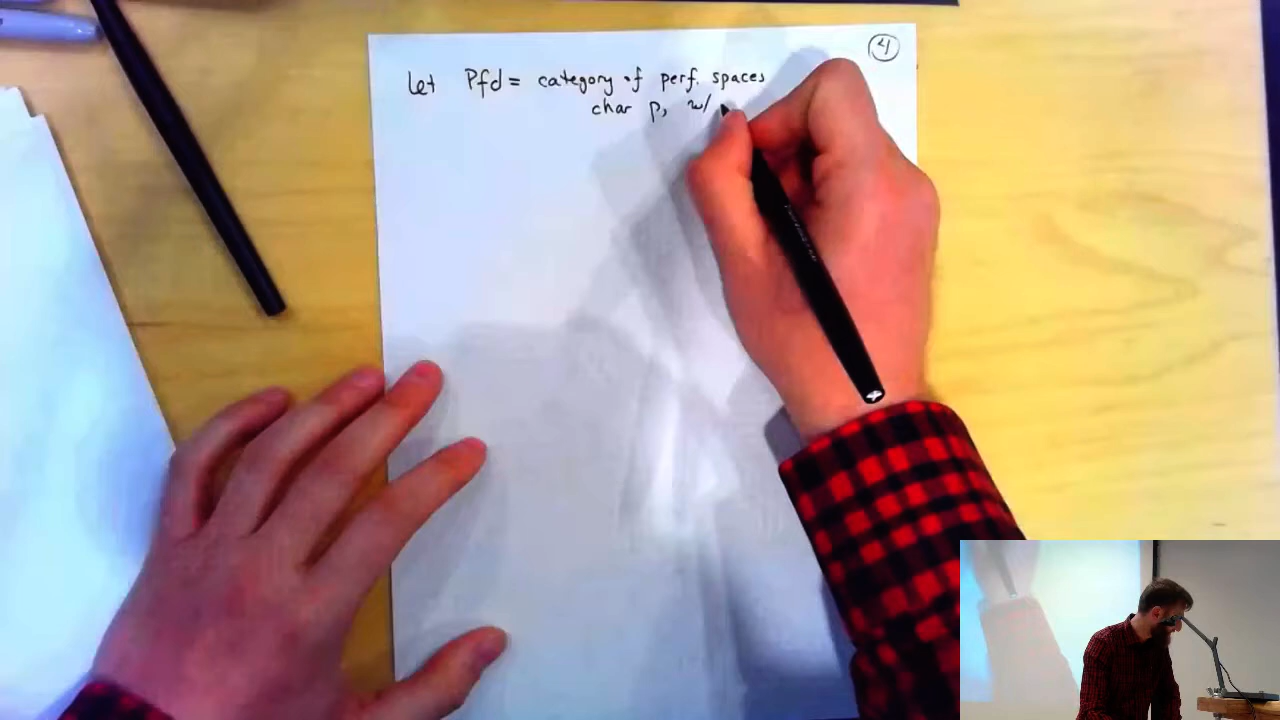 4
let Pfd = category of perf. spaces
char p, w/